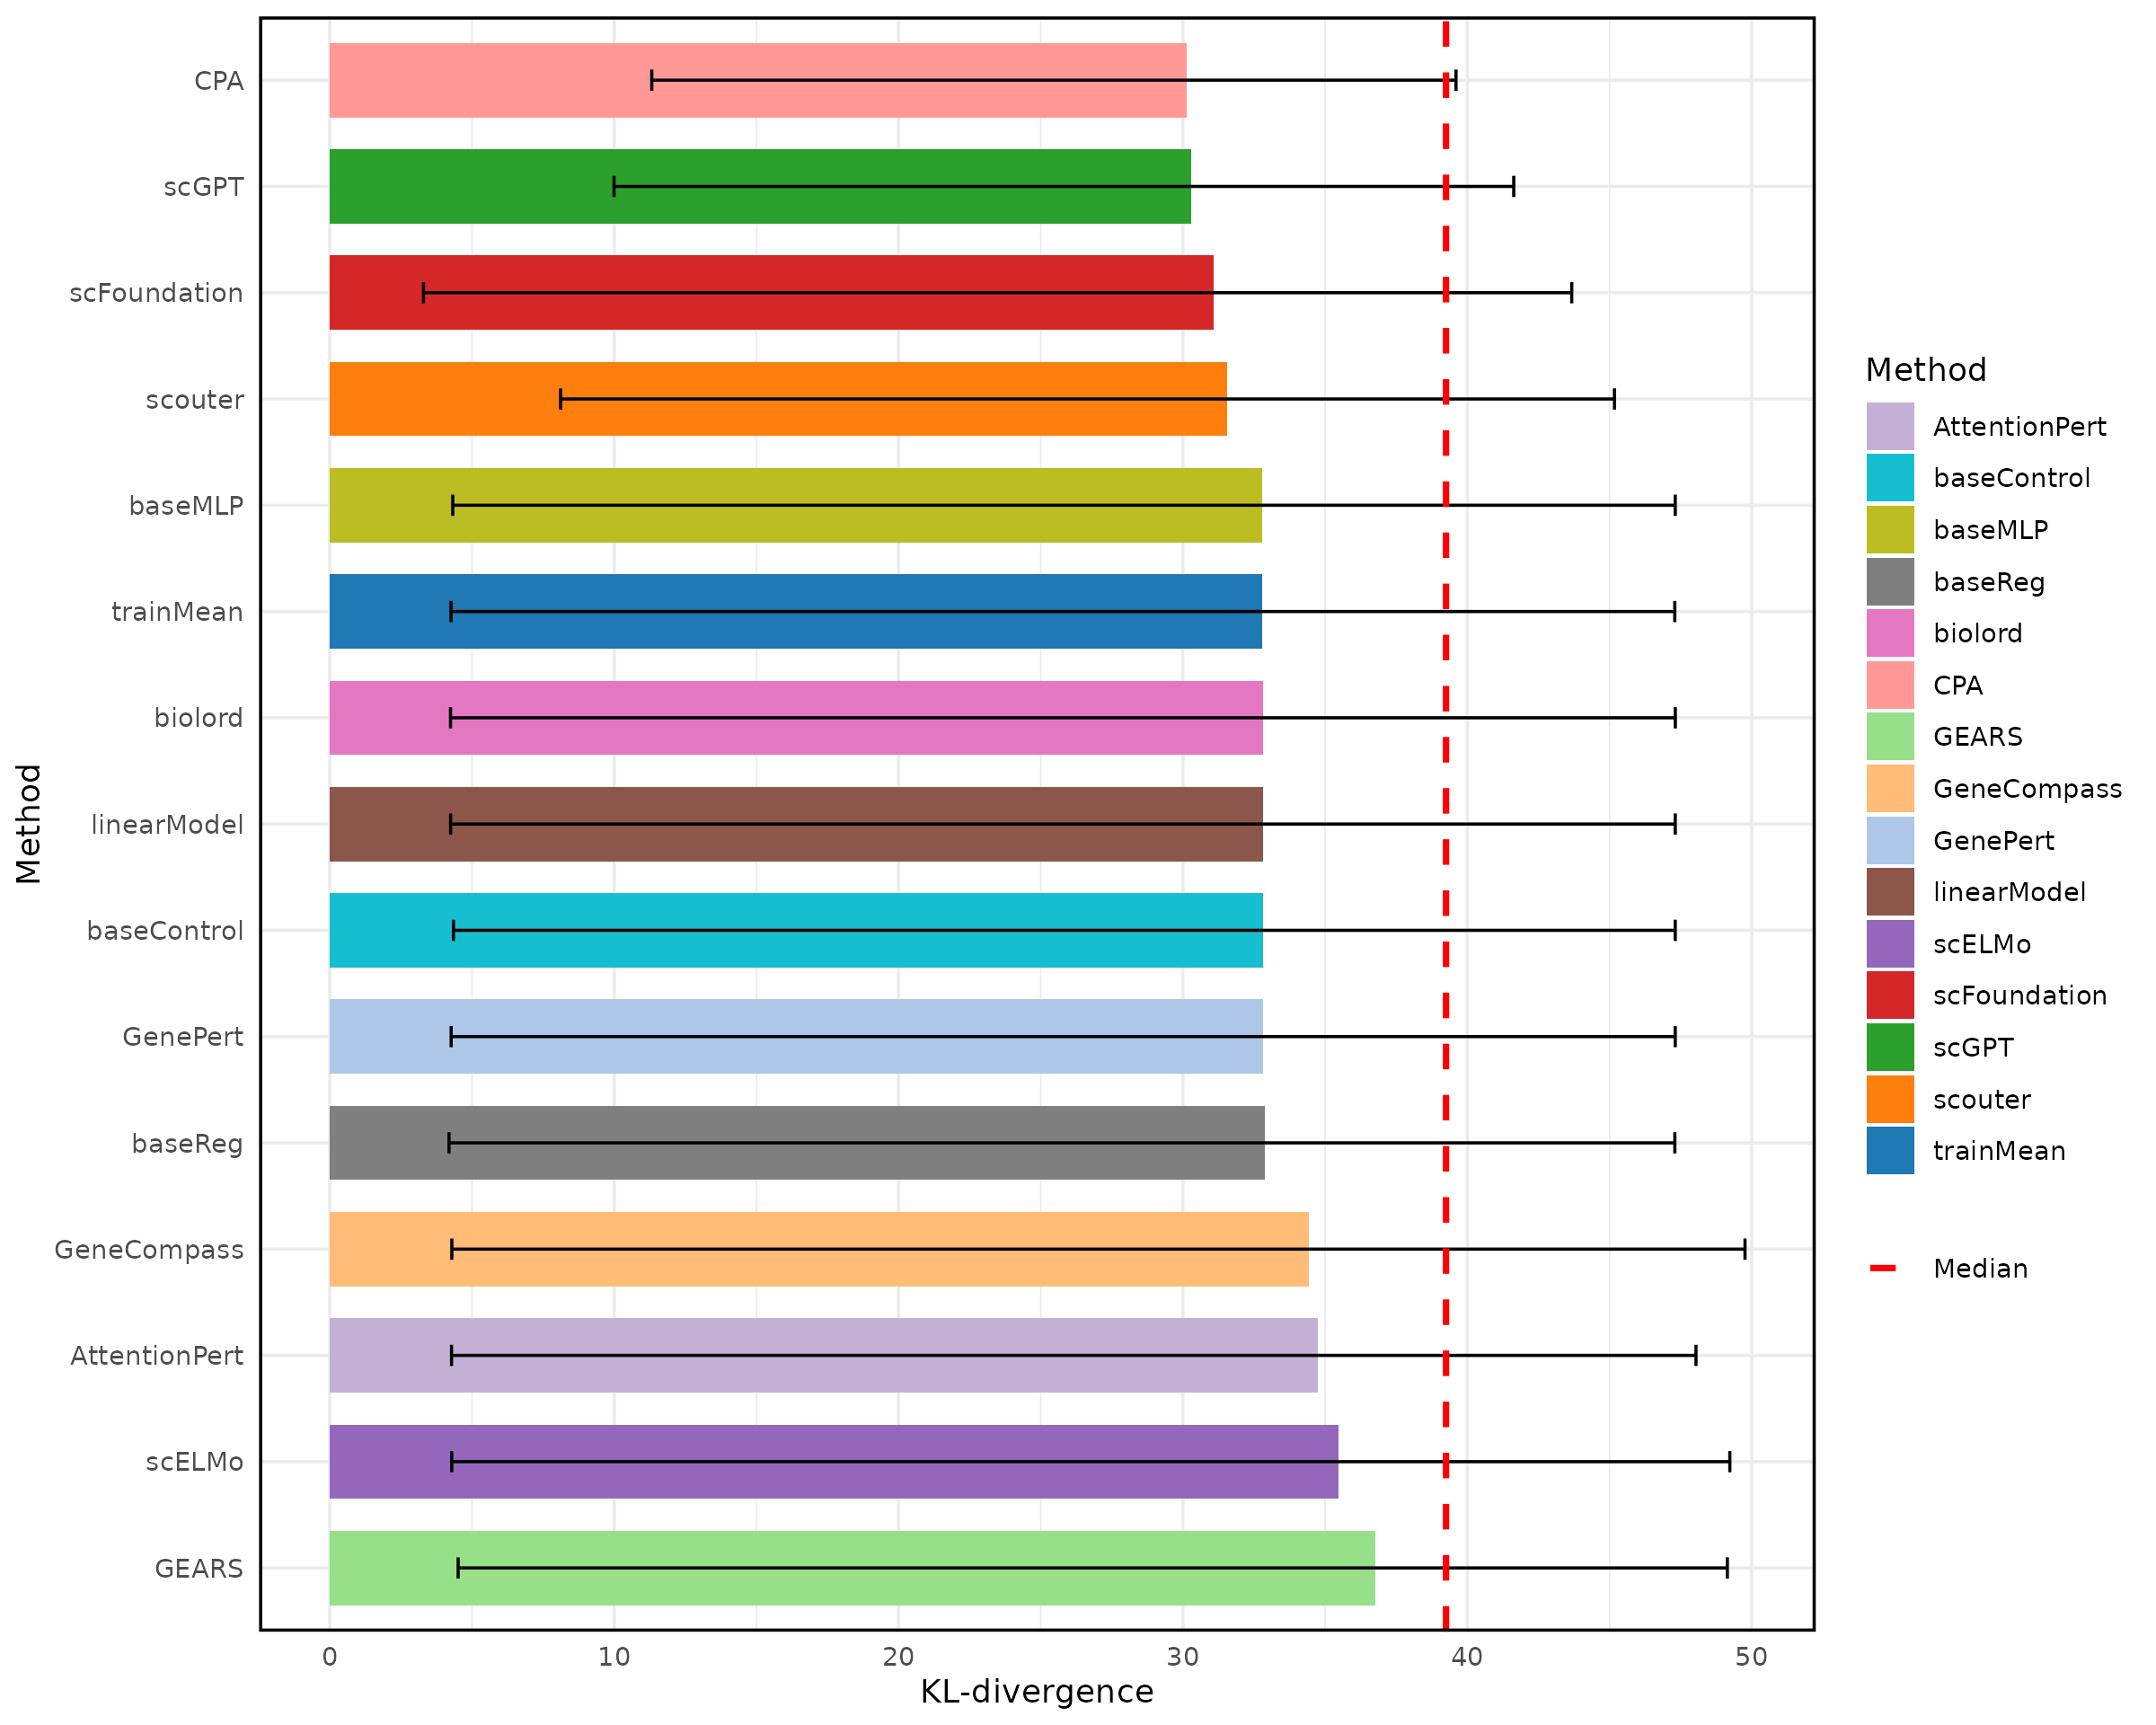 CPA
scGPT
scFoundation
scouter
baseMLP
trainMean
biolord
linearModel
baseControl
GenePert
baseReg
GeneCompass
AttentionPert
scELMo
GEARS
Method
0 10 20 30 40 50
KL-divergence
Method
AttentionPert
baseControl
baseMLP
baseReg
biolord
CPA
GEARS
GeneCompass
GenePert
linearModel
scELMo
scFoundation
scGPT
scouter
trainMean
Median